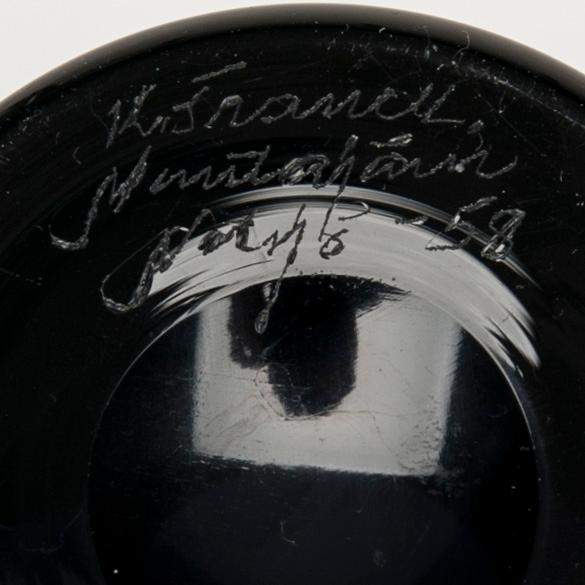 K. Franck,
Nuutajärvi
Notsjö -58